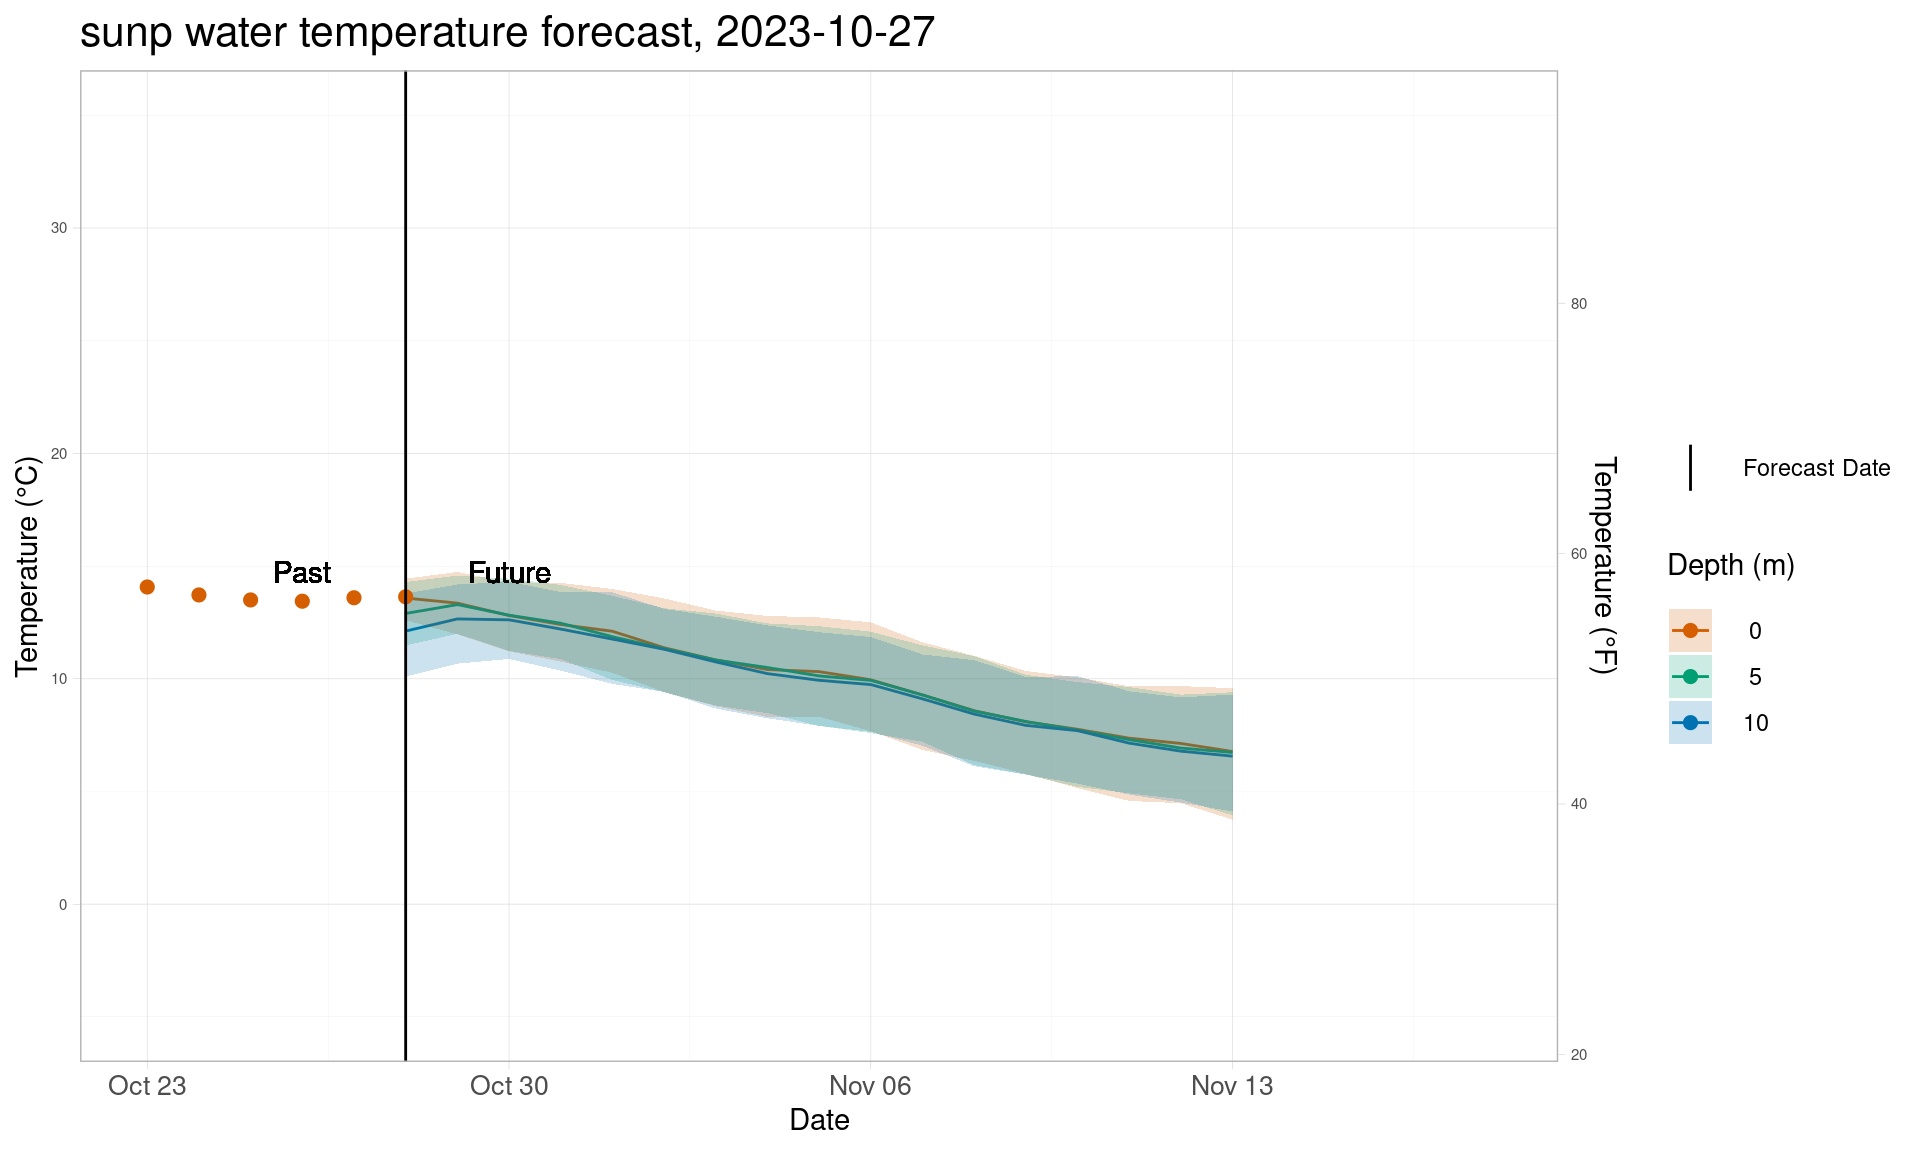 sunp water temperature forecast, 2023-10-27
Temperature (°C)
30
20
10
0
Past
Future
80
60
40
20
Temperature (°F)
Oct 23
Oct 30
Nov 06
Nov 13
Date
Forecast Date
Depth (m)
0
5
10